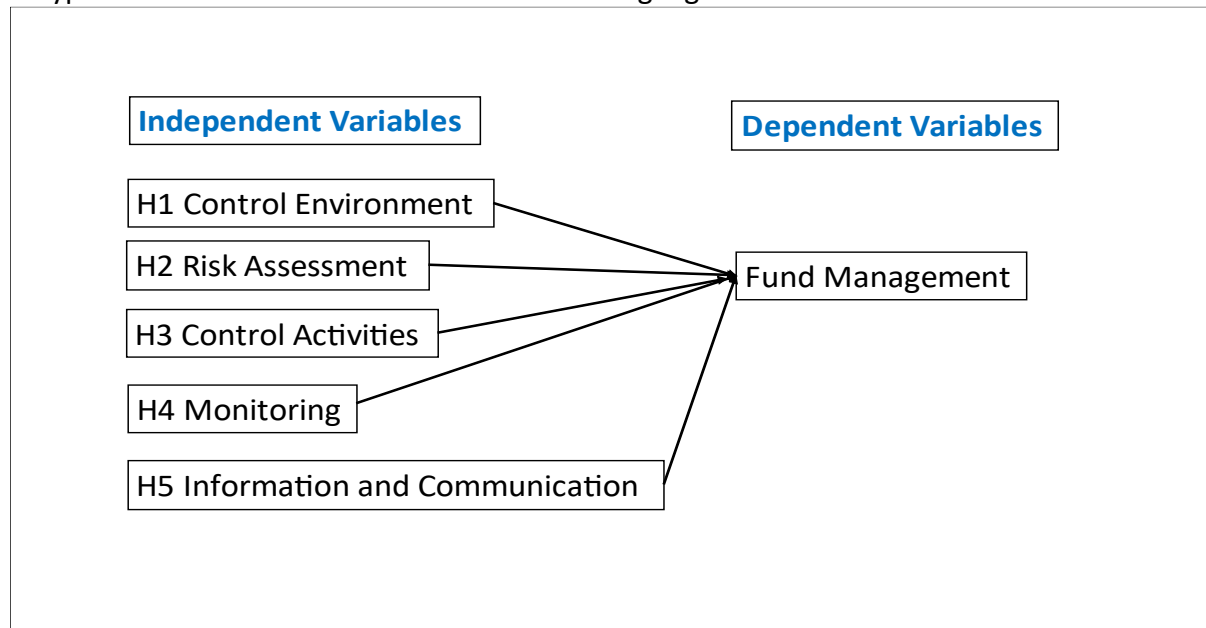 Independent Variables
Dependent Variables
H1 Control Environment
H2 Risk Assessment
Fund Management
H3 Control Activities
H4 Monitoring
H5 Information and Communication